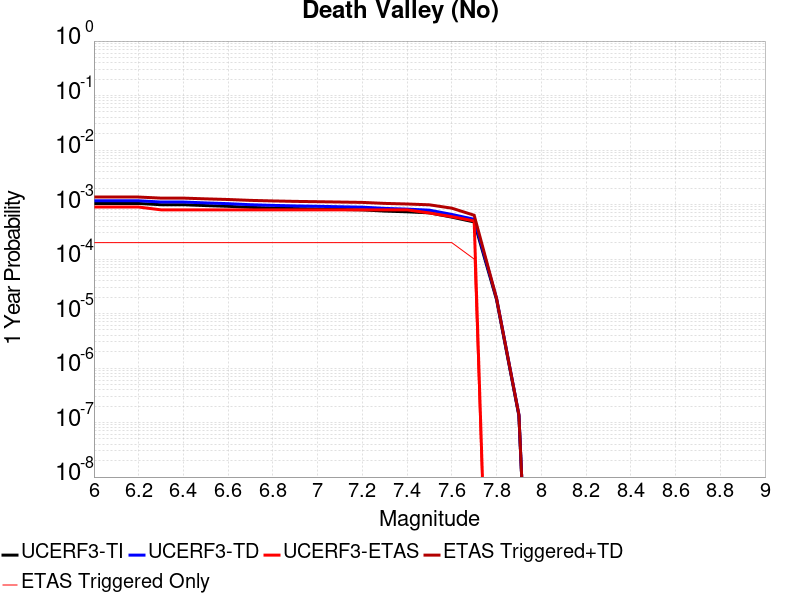 Death Valley (No)
1 Year Probability
10^0
10^-1
10^-2
10^-3
10^-4
10^-5
10^-6
10^-7
10^-8
6 6.2 6.4 6.6 6.8 7 7.2 7.4 7.6 7.8 8 8.2 8.4 8.6 8.8 9
Magnitude
UCERF3-TI UCERF3-TD UCERF3-ETAS ETAS Triggered+TD
ETAS Triggered Only